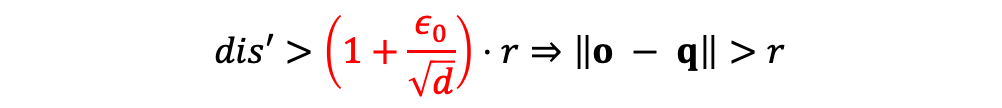 dis′ > (1 + ϵ₀/√d) · r ⇒ ‖o − q‖ > r